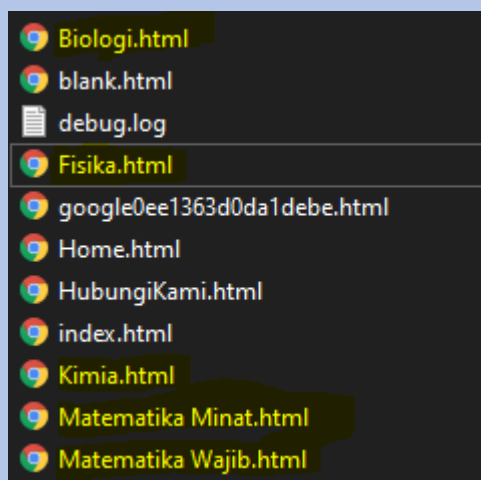 Biologi.html
blank.html
debug.log
Fisika.html
google0ee1363d0da1debe.html
Home.html
HubungiKami.html
index.html
Kimia.html
Matematika Minat.html
Matematika Wajib.html